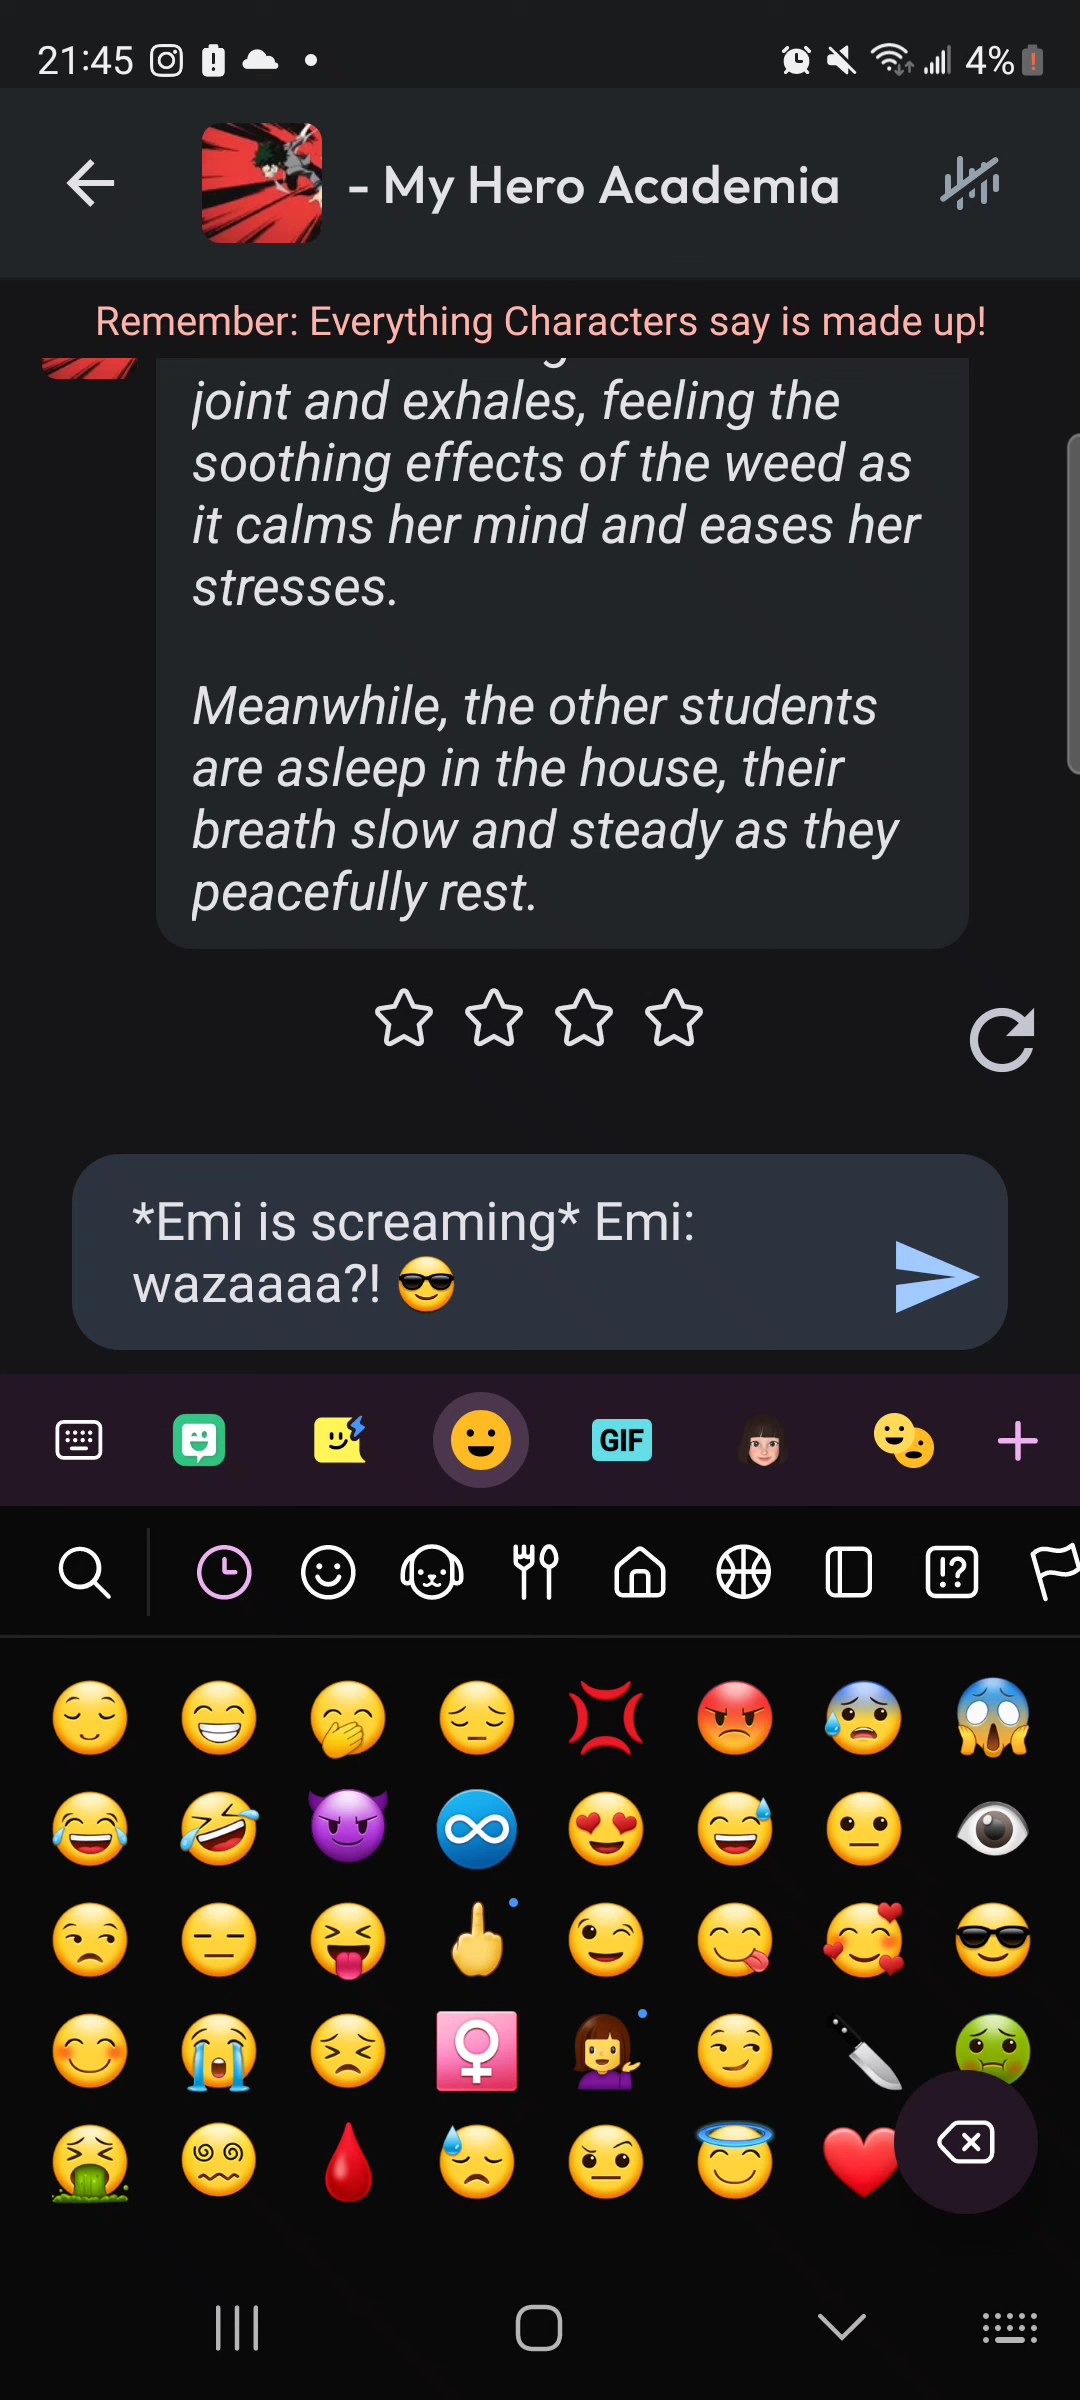 21:45
4%
- My Hero Academia
Remember: Everything Characters say is made up!
joint and exhales, feeling the
soothing effects of the weed as
it calms her mind and eases her
stresses.
Meanwhile, the other students
are asleep in the house, their
breath slow and steady as they
peacefully rest.
*Emi is screaming* Emi:
wazaaaa?! 😎
GIF